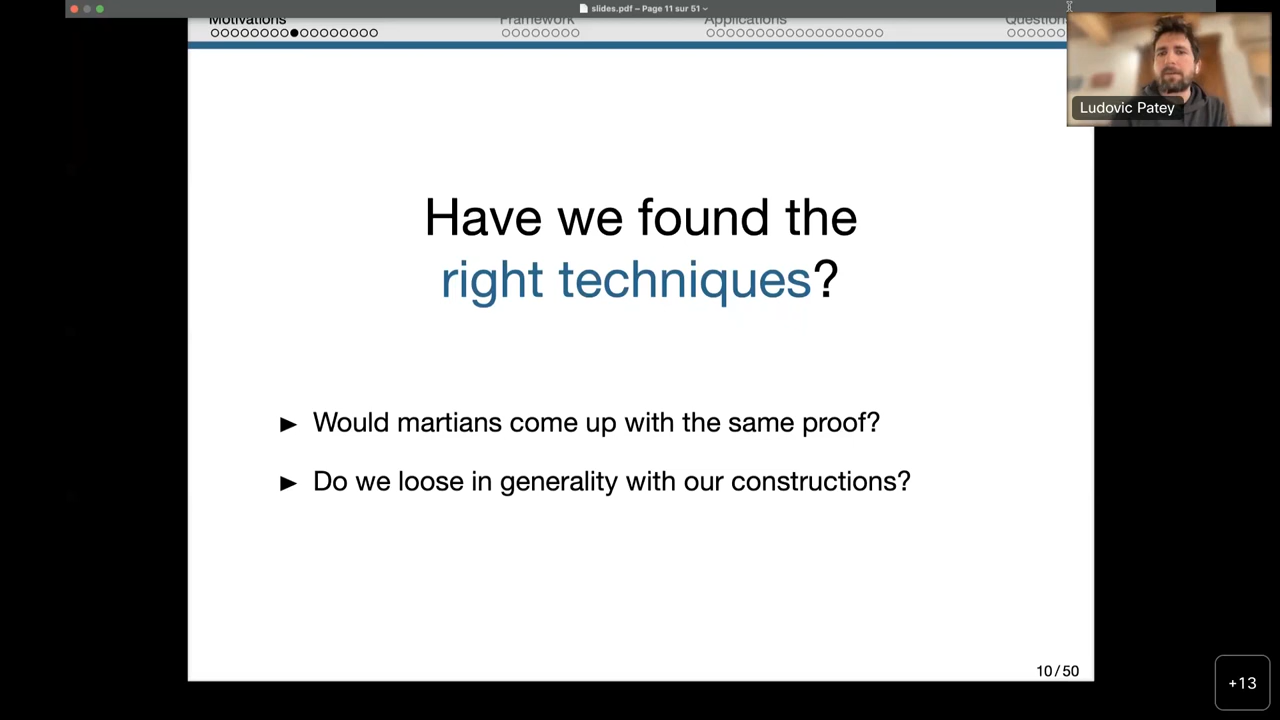 slides.pdf – Page 11 sur 51
Motivations
Framework
Applications
Question
Ludovic Patey
Have we found the
right techniques?
► Would martians come up with the same proof?
► Do we loose in generality with our constructions?
10 / 50
+13